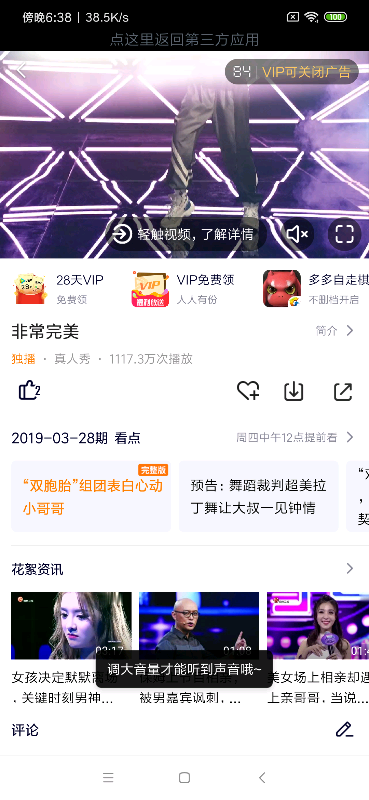 傍晚6:38 | 38.5K/s
100
点这里返回第三方应用
84 | VIP可关闭广告
轻触视频，了解详情
28天VIP
免费领
VIP
福利放送
VIP免费领
人人有份
多多自走棋
不删档开启
非常完美
简介
独播 · 真人秀 · 1117.3万次播放
2
2019-03-28期 看点
周四中午12点提前看
完整版
“双胞胎”组团表白心动
小哥哥
预告：舞蹈裁判超美拉
丁舞让大叔一见钟情
花絮资讯
女孩决定默默离场
，关键时刻男神...
被男嘉宾讽刺，...
美女场上相亲却遇
上亲哥哥，当说...
调大音量才能听到声音哦~
评论